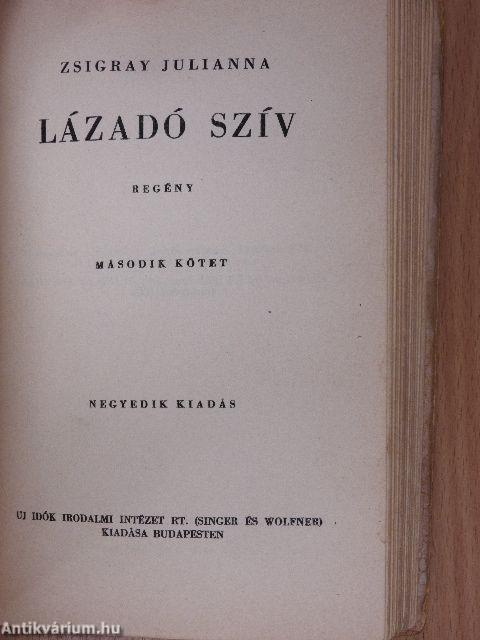 ZSIGRAY JULIANNA
LÁZADÓ SZÍV
REGÉNY
MÁSODIK KÖTET
NEGYEDIK KIADÁS
UJ IDŐK IRODALMI INTÉZET RT. (SINGER ÉS WOLFNER)
KIADÁSA BUDAPESTEN
Antikvárium.hu